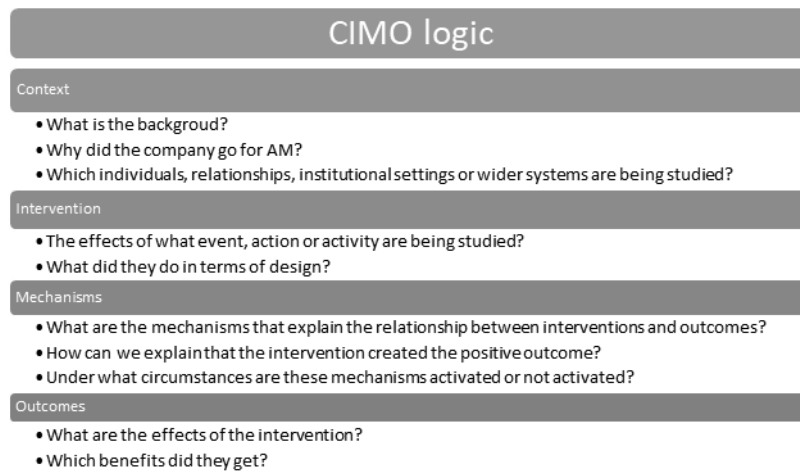 CIMO logic
Context
• What is the backgroud?
• Why did the company go for AM?
• Which individuals, relationships, institutional settings or wider systems are being studied?
Intervention
• The effects of what event, action or activity are being studied?
• What did they do in terms of design?
Mechanisms
• What are the mechanisms that explain the relationship between interventions and outcomes?
• How can we explain that the intervention created the positive outcome?
• Under what circumstances are these mechanisms activated or not activated?
Outcomes
• What are the effects of the intervention?
• Which benefits did they get?